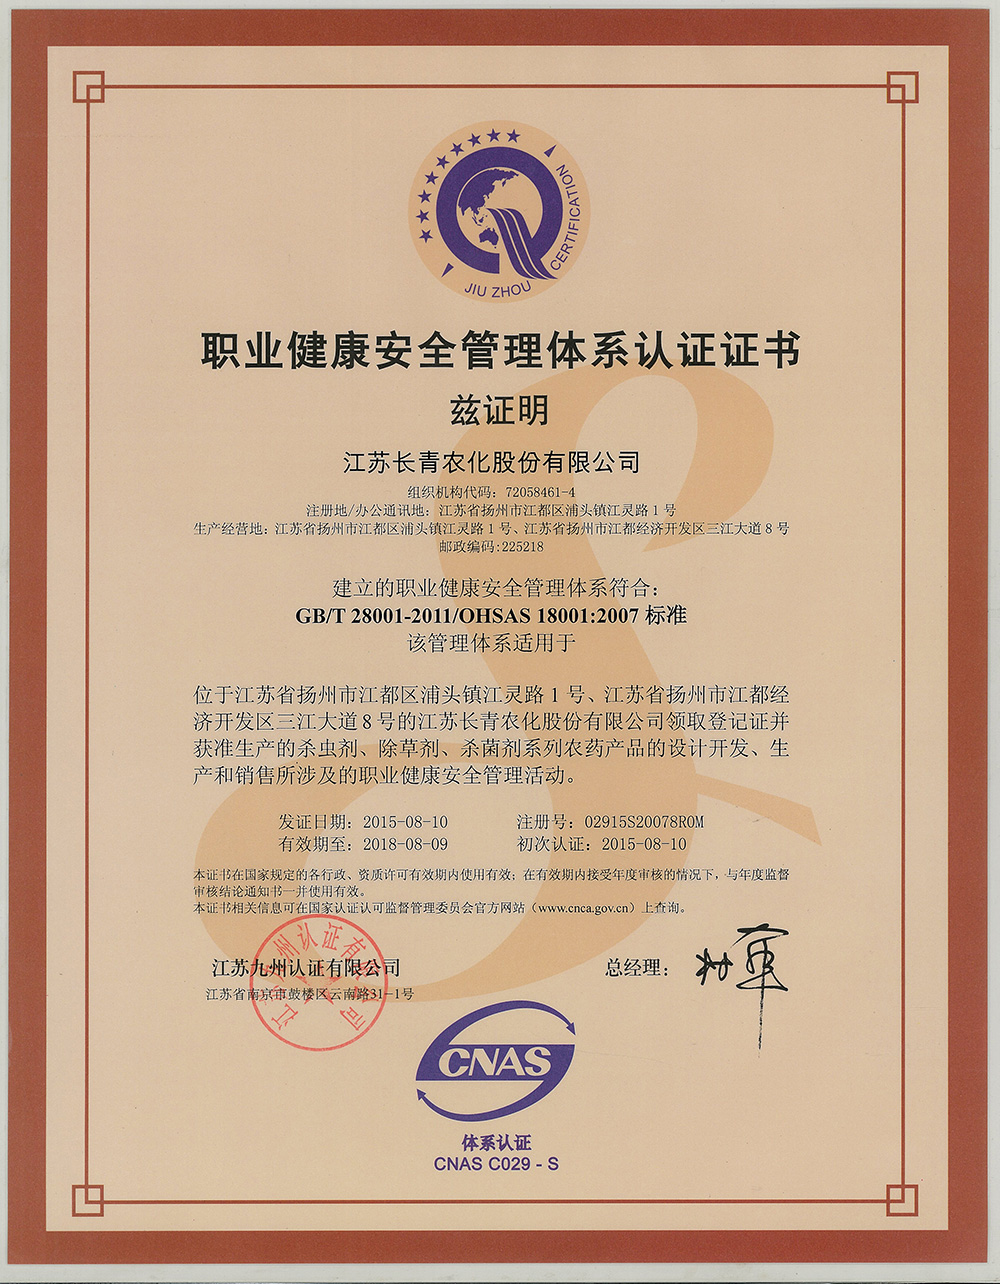 JIU ZHOU CERTIFICATION
职业健康安全管理体系认证证书
兹证明
江苏长青农化股份有限公司
组织机构代码：72058461-4
注册地/办公通讯地：江苏省扬州市江都区浦头镇江灵路 1 号
生产经营地：江苏省扬州市江都区浦头镇江灵路 1 号、江苏省扬州市江都经济开发区三江大道 8 号
邮政编码:225218
建立的职业健康安全管理体系符合：
GB/T 28001-2011/OHSAS 18001:2007 标准
该管理体系适用于
位于江苏省扬州市江都区浦头镇江灵路 1 号、江苏省扬州市江都经
济开发区三江大道 8 号的江苏长青农化股份有限公司领取登记证并
获准生产的杀虫剂、除草剂、杀菌剂系列农药产品的设计开发、生
产和销售所涉及的职业健康安全管理活动。
发证日期：2015-08-10 注册号：02915S20078R0M
有效期至：2018-08-09 初次认证：2015-08-10
本证书在国家规定的各行政、资质许可有效期内使用有效；在有效期内接受年度审核的情况下，与年度监督
审核结论通知书一并使用有效。
本证书相关信息可在国家认证认可监督管理委员会官方网站（www.cnca.gov.cn）上查询。
江苏九州认证有限公司 总经理：
江苏省南京市鼓楼区云南路31-1号
CNAS
体系认证
CNAS C029 - S